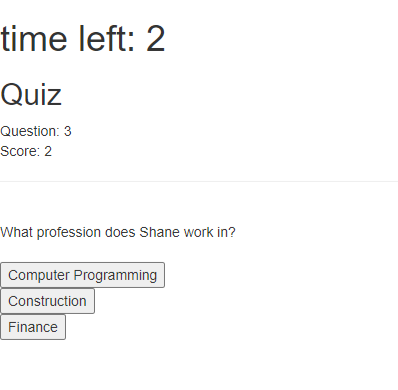 time left: 2
Quiz
Question: 3
Score: 2
What profession does Shane work in?
Computer Programming
Construction
Finance